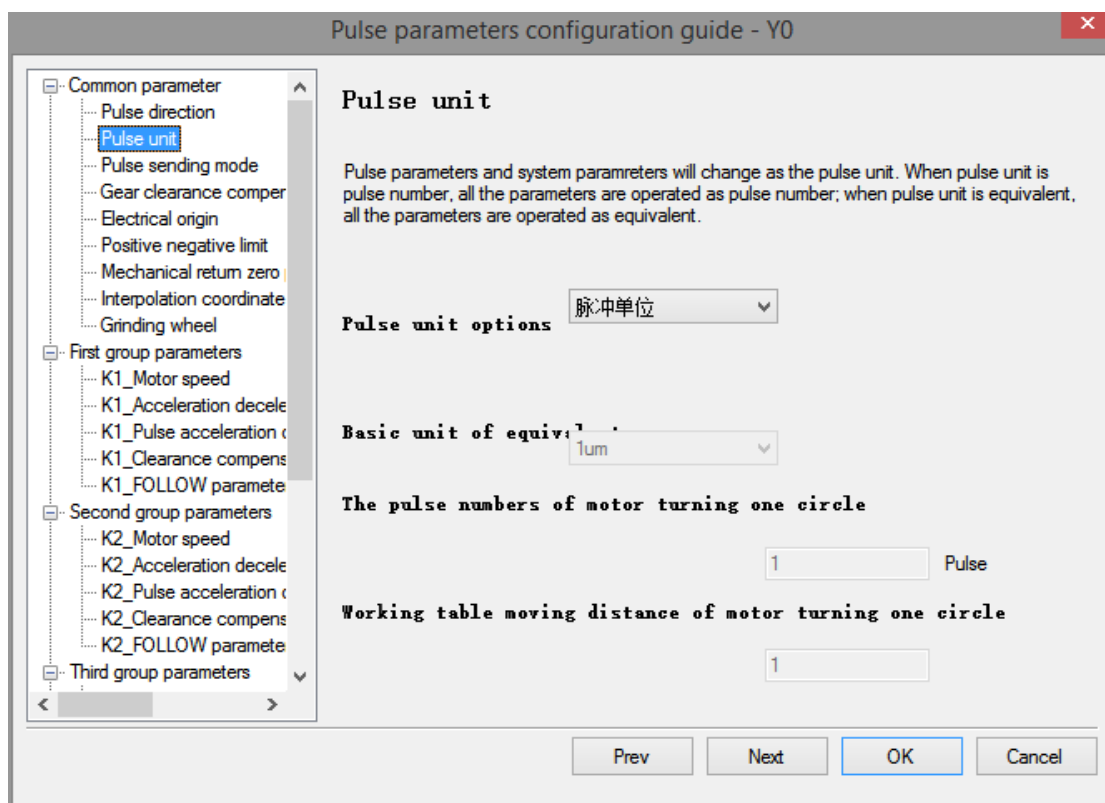 Pulse parameters configuration guide - Y0
Common parameter
Pulse direction
Pulse unit
Pulse sending mode
Gear clearance comper
Electrical origin
Positive negative limit
Mechanical return zero
Interpolation coordinate
Grinding wheel
First group parameters
K1_Motor speed
K1_Acceleration decele
K1_Pulse acceleration
K1_Clearance compens
K1_FOLLOW paramete
Second group parameters
K2_Motor speed
K2_Acceleration decele
K2_Pulse acceleration
K2_Clearance compens
K2_FOLLOW paramete
Third group parameters
Pulse unit
Pulse parameters and system paramreters will change as the pulse unit. When pulse unit is
pulse number, all the parameters are operated as pulse number; when pulse unit is equivalent,
all the parameters are operated as equivalent.
Pulse unit options
脉冲单位
Basic unit of
1um
The pulse numbers of motor turning one circle
1 Pulse
Working table moving distance of motor turning one circle
1
Prev Next OK Cancel